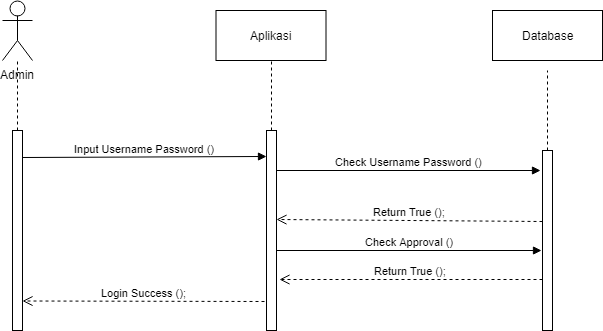 Aplikasi
Database
Admin
Input Username Password ()
Check Username Password ()
Return True ();
Check Approval ()
Return True ();
Login Success ();